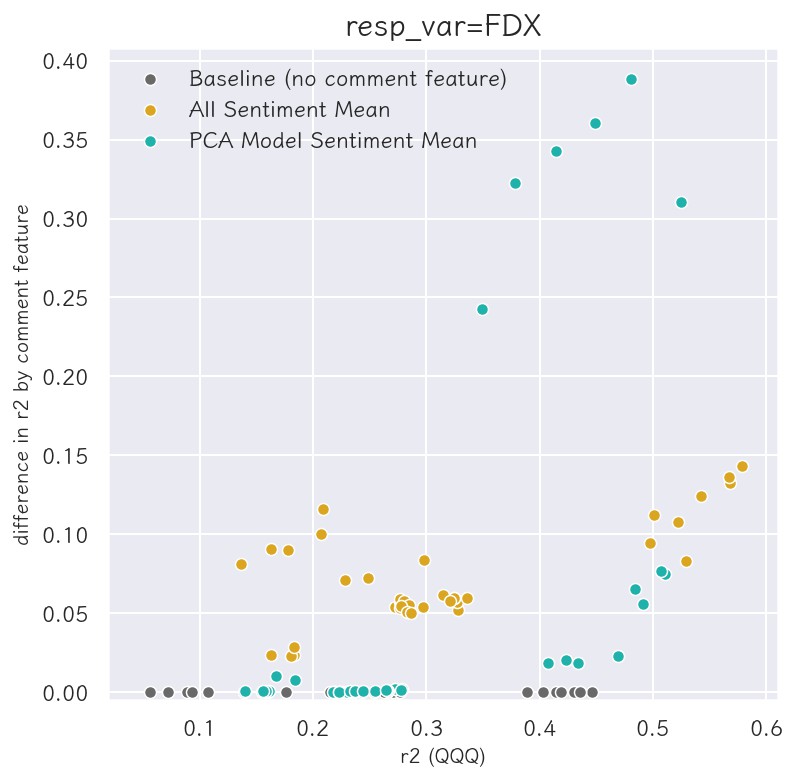 resp_var=FDX
Baseline (no comment feature)
All Sentiment Mean
PCA Model Sentiment Mean
difference in r2 by comment feature
0.40
0.35
0.30
0.25
0.20
0.15
0.10
0.05
0.00
0.1 0.2 0.3 0.4 0.5 0.6
r2 (QQQ)